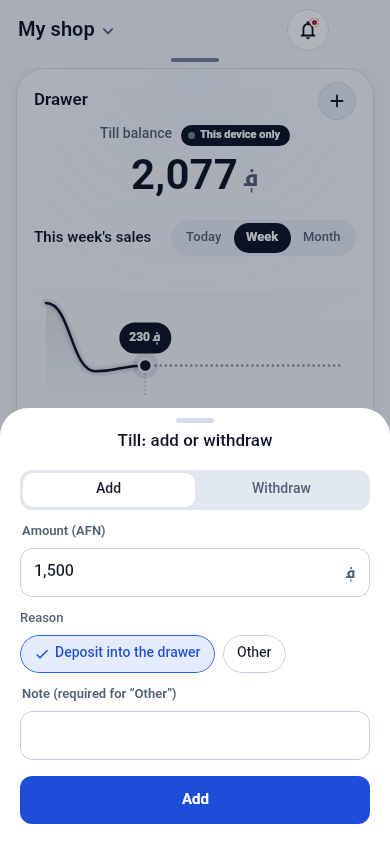 My shop
Drawer
+
Till balance
This device only
2,077 ؋
This week's sales
Today
Week
Month
230 ؋
Till: add or withdraw
Add
Withdraw
Amount (AFN)
1,500
؋
Reason
Deposit into the drawer
Other
Note (required for “Other”)
Add